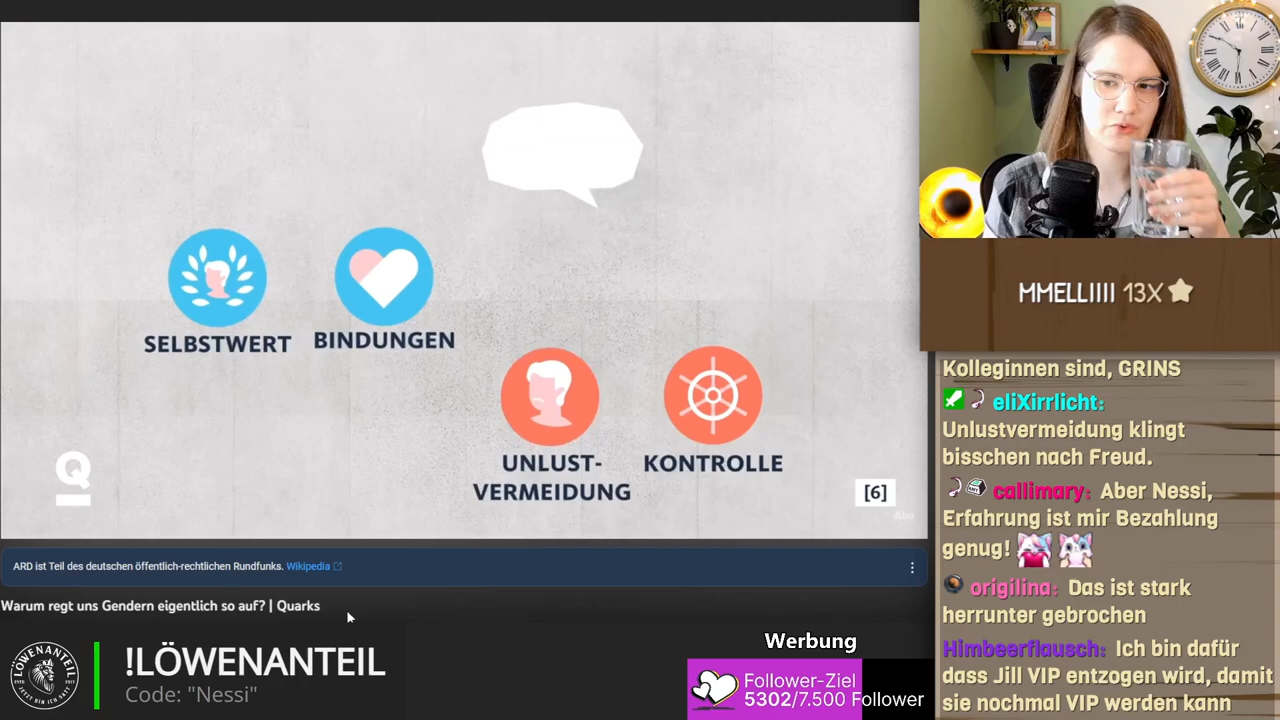 SELBSTWERT
BINDUNGEN
UNLUST-
VERMEIDUNG
KONTROLLE
Q
[6]
Abo
ARD ist Teil des deutschen öffentlich-rechtlichen Rundfunks. Wikipedia
Warum regt uns Gendern eigentlich so auf? | Quarks
LÖWENANTEIL
!LÖWENANTEIL
Code: "Nessi"
Werbung
Follower-Ziel
5302/7.500 Follower
MMELLIIII 13X
Kolleginnen sind, GRINS
eliXirrlicht:
Unlustvermeidung klingt
bisschen nach Freud.
callimary: Aber Nessi,
Erfahrung ist mir Bezahlung
genug!
origilina: Das ist stark
herrunter gebrochen
Himbeerflausch: Ich bin dafür
dass Jill VIP entzogen wird, damit
sie nochmal VIP werden kann